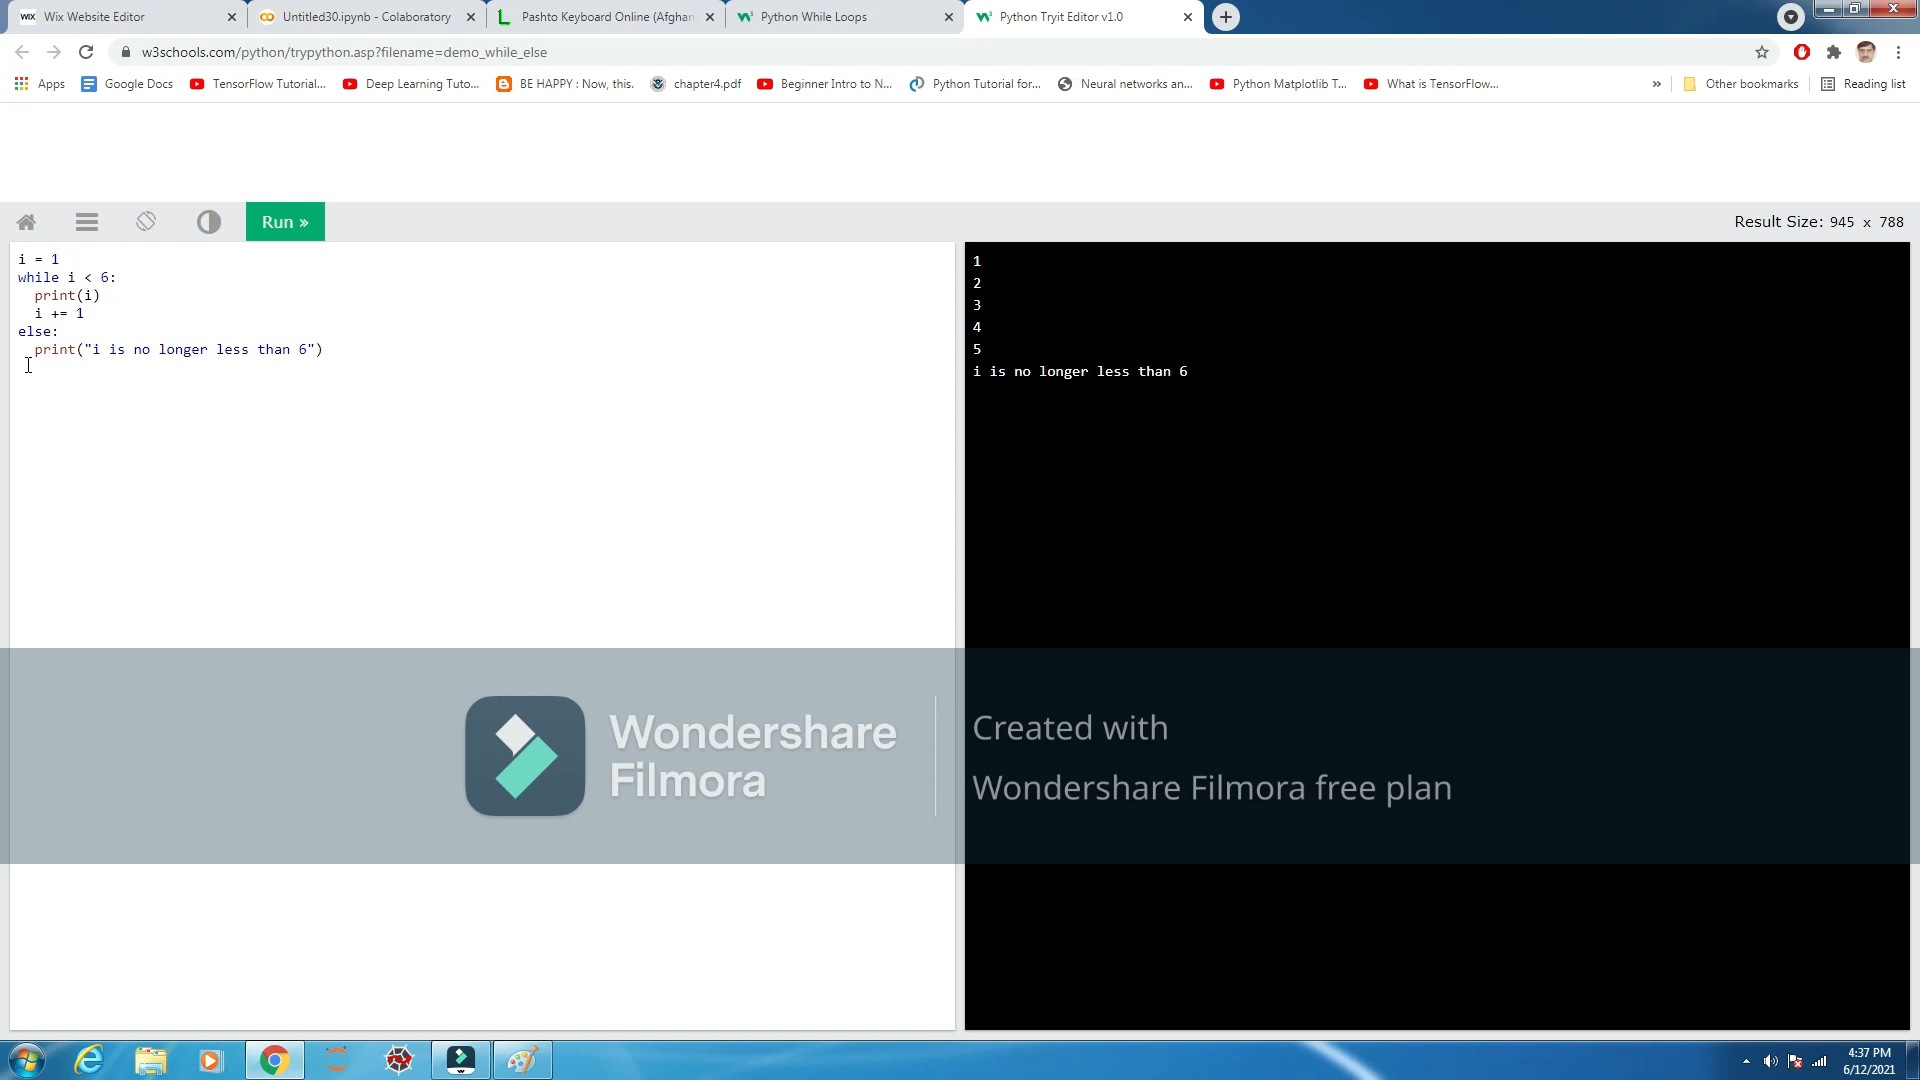 WIX Wix Website Editor
Untitled30.ipynb - Colaboratory
Pashto Keyboard Online (Afghan
Python While Loops
Python Tryit Editor v1.0
w3schools.com/python/trypython.asp?filename=demo_while_else
Apps
Google Docs
TensorFlow Tutorial...
Deep Learning Tuto...
BE HAPPY : Now, this.
chapter4.pdf
Beginner Intro to N...
Python Tutorial for...
Neural networks an...
Python Matplotlib T...
What is TensorFlow...
»
Other bookmarks
Reading list
Run »
Result Size: 945 x 788
i = 1
while i < 6:
  print(i)
  i += 1
else:
  print("i is no longer less than 6")
1
2
3
4
5
i is no longer less than 6
Wondershare
Filmora
Created with
Wondershare Filmora free plan
4:37 PM
6/12/2021